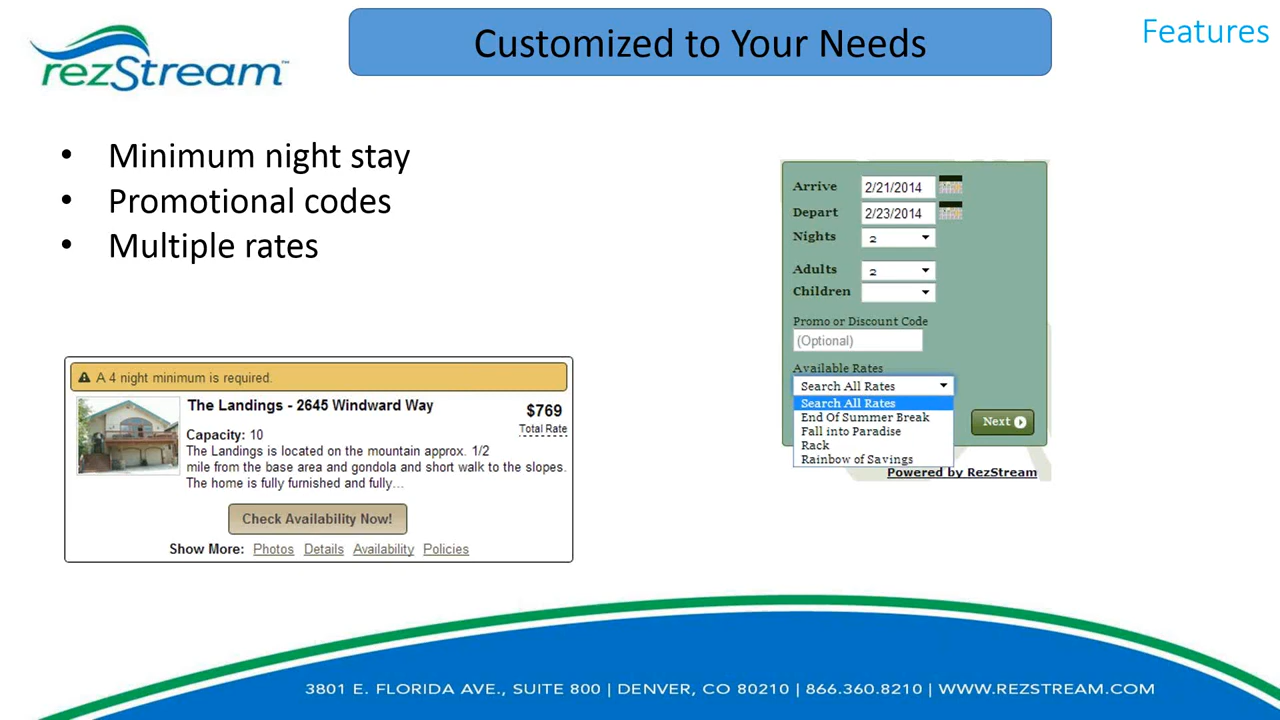 rezStream™
Customized to Your Needs
Features
• Minimum night stay
• Promotional codes
• Multiple rates
A 4 night minimum is required.
The Landings - 2645 Windward Way
$769
Total Rate
Capacity: 10
The Landings is located on the mountain approx. 1/2
mile from the base area and gondola and short walk to the slopes.
The home is fully furnished and fully…
Check Availability Now!
Show More: Photos Details Availability Policies
Arrive 2/21/2014
Depart 2/23/2014
Nights 2
Adults 2
Children
Promo or Discount Code
(Optional)
Available Rates
Search All Rates
Search All Rates
End Of Summer Break
Fall into Paradise
Rack
Rainbow of Savings
Next
Powered by RezStream
3801 E. FLORIDA AVE., SUITE 800 | DENVER, CO 80210 | 866.360.8210 | WWW.REZSTREAM.COM